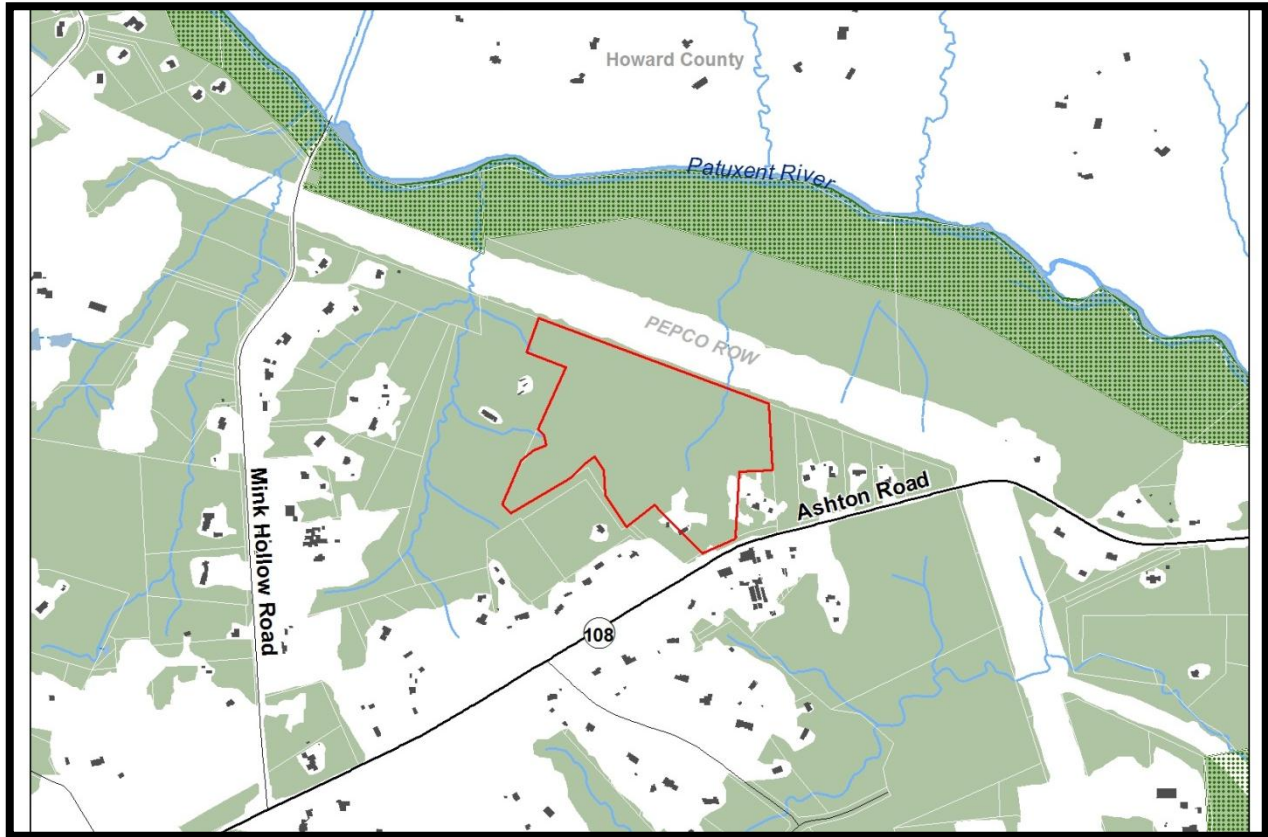 Howard County
Patuxent River
PEPCO ROW
Ashton Road
Mink Hollow Road
108